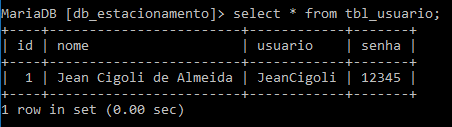 MariaDB [db_estacionamento]> select * from tbl_usuario;
+----+-------------------------+------------+-------+
| id | nome                    | usuario    | senha |
+----+-------------------------+------------+-------+
|  1 | Jean Cigoli de Almeida | JeanCigoli | 12345 |
+----+-------------------------+------------+-------+
1 row in set (0.00 sec)